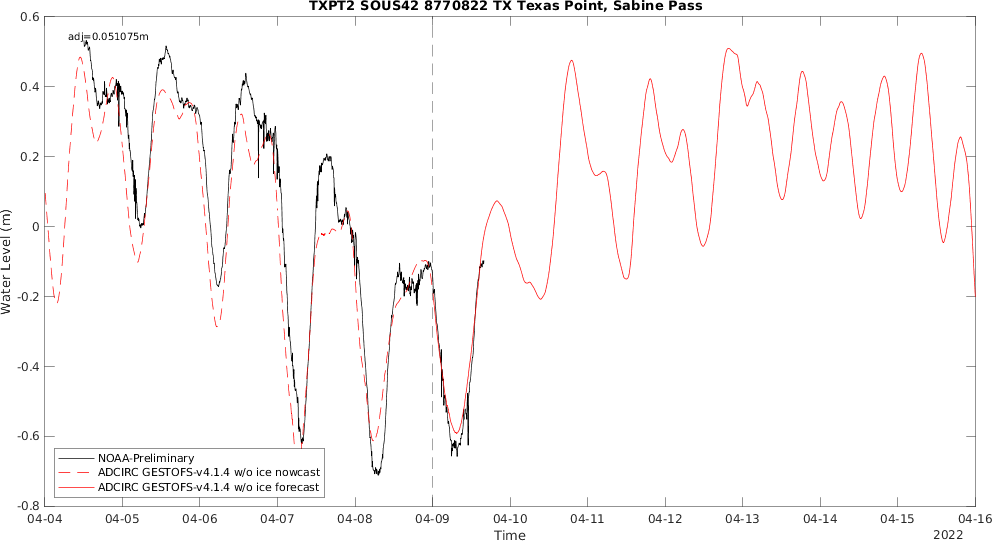 TXPT2 SOUS42 8770822 TX Texas Point, Sabine Pass
adj=0.051075m
0.6
0.4
0.2
0
-0.2
-0.4
-0.6
-0.8
Water Level (m)
NOAA-Preliminary
ADCIRC GESTOFS-v4.1.4 w/o ice nowcast
ADCIRC GESTOFS-v4.1.4 w/o ice forecast
04-04 04-05 04-06 04-07 04-08 04-09 04-10 04-11 04-12 04-13 04-14 04-15 04-16
Time
2022